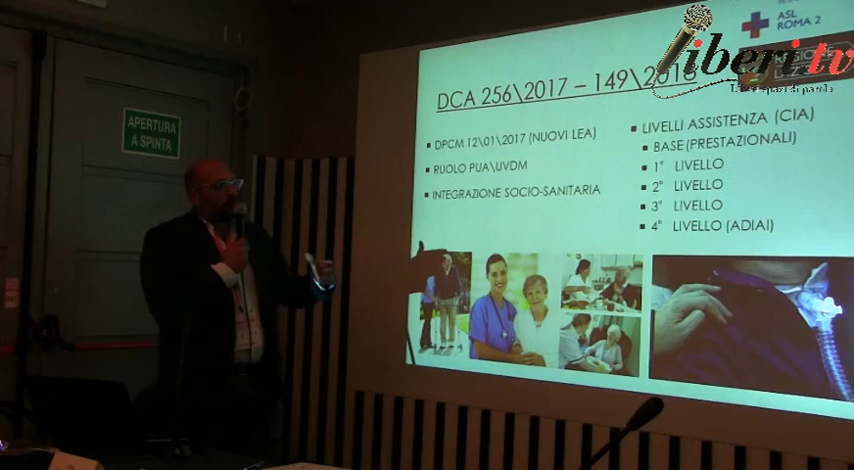 ASL
ROMA 2
REGIONE
liberi.tv
DCA 256\2017 – 149\2018
APERTURA
A SPINTA
DPCM 12\01\2017 (NUOVI LEA)
RUOLO PUA\UVDM
INTEGRAZIONE SOCIO-SANITARIA
LIVELLI ASSISTENZA (CIA)
BASE (PRESTAZIONALI)
1° LIVELLO
2° LIVELLO
3° LIVELLO
4° LIVELLO (ADIAI)